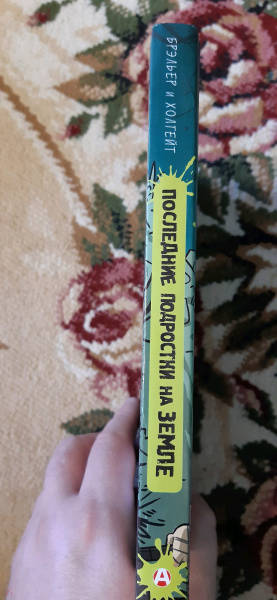 БРЭЛЬЕР И ХОЛГЕЙТ
ПОСЛЕДНИЕ ПОДРОСТКИ НА ЗЕМЛЕ
А